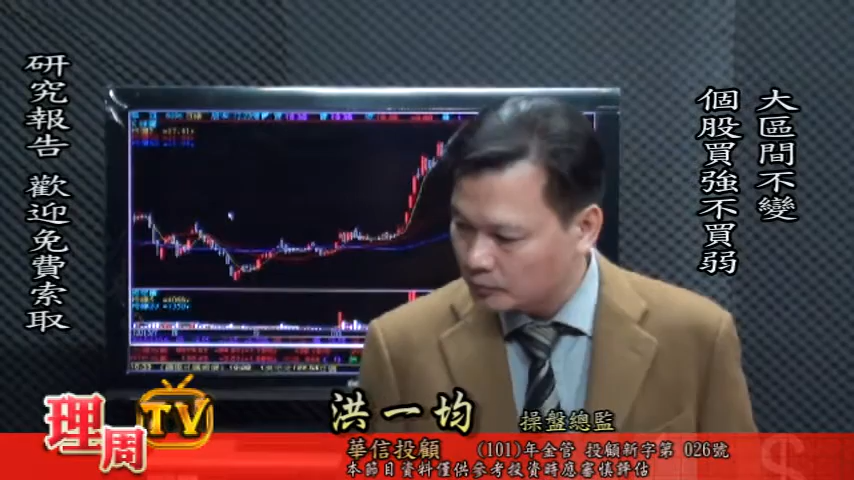 大區間不變
個股買強不買弱
研究報告 歡迎免費索取
理周TV
洪一均 操盤總監
華信投顧 (101)年金管 投顧新字第 026號
本節目資料僅供參考投資時應審慎評估